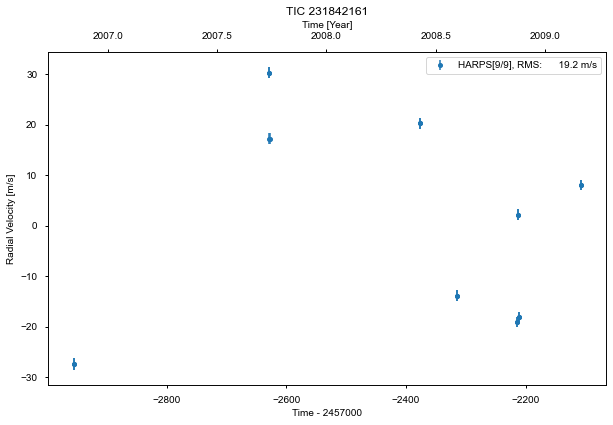 TIC 231842161
Time [Year]
2007.0 2007.5 2008.0 2008.5 2009.0
HARPS[9/9], RMS: 19.2 m/s
Radial Velocity [m/s]
30
20
10
0
−10
−20
−30
−2800 −2600 −2400 −2200
Time - 2457000